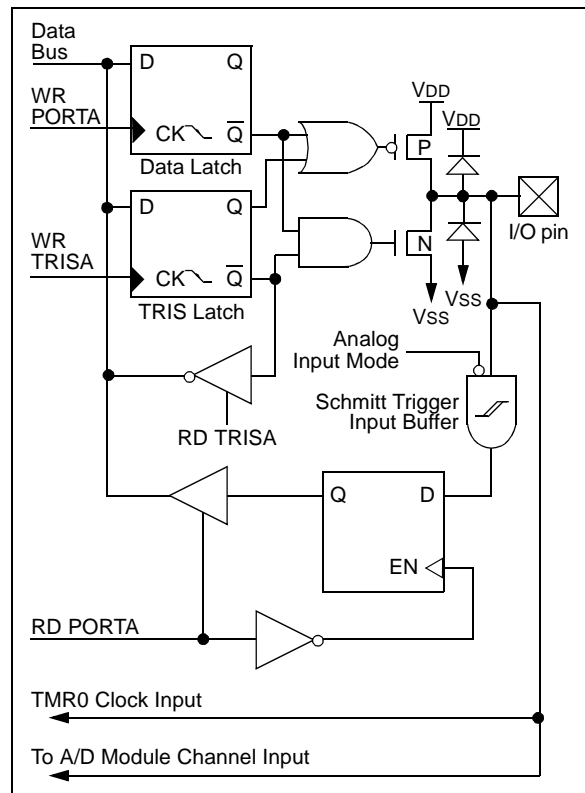 Data
Bus
D Q
WR
PORTA
CK Q
Data Latch
VDD
VDD
P
D Q
WR
TRISA
CK Q
TRIS Latch
N
I/O pin
VSS
VSS
Analog
Input Mode
Schmitt Trigger
Input Buffer
RD TRISA
Q D
EN
RD PORTA
TMR0 Clock Input
To A/D Module Channel Input